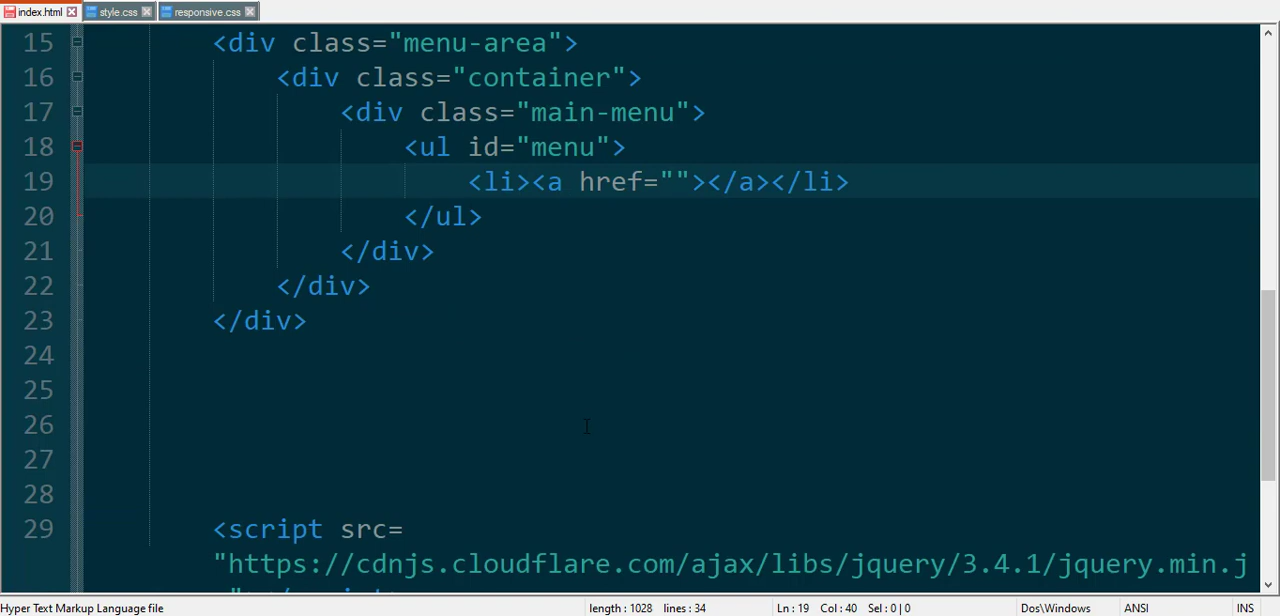 index.html style.css responsive.css
15 <div class="menu-area">
16 <div class="container">
17 <div class="main-menu">
18 <ul id="menu">
19 <li><a href=""></a></li>
20 </ul>
21 </div>
22 </div>
23 </div>
24
25
26
27
28
29 <script src=
"https://cdnjs.cloudflare.com/ajax/libs/jquery/3.4.1/jquery.min.j
Hyper Text Markup Language file length : 1028 lines : 34 Ln : 19 Col : 40 Sel : 0 | 0 Dos\Windows ANSI INS